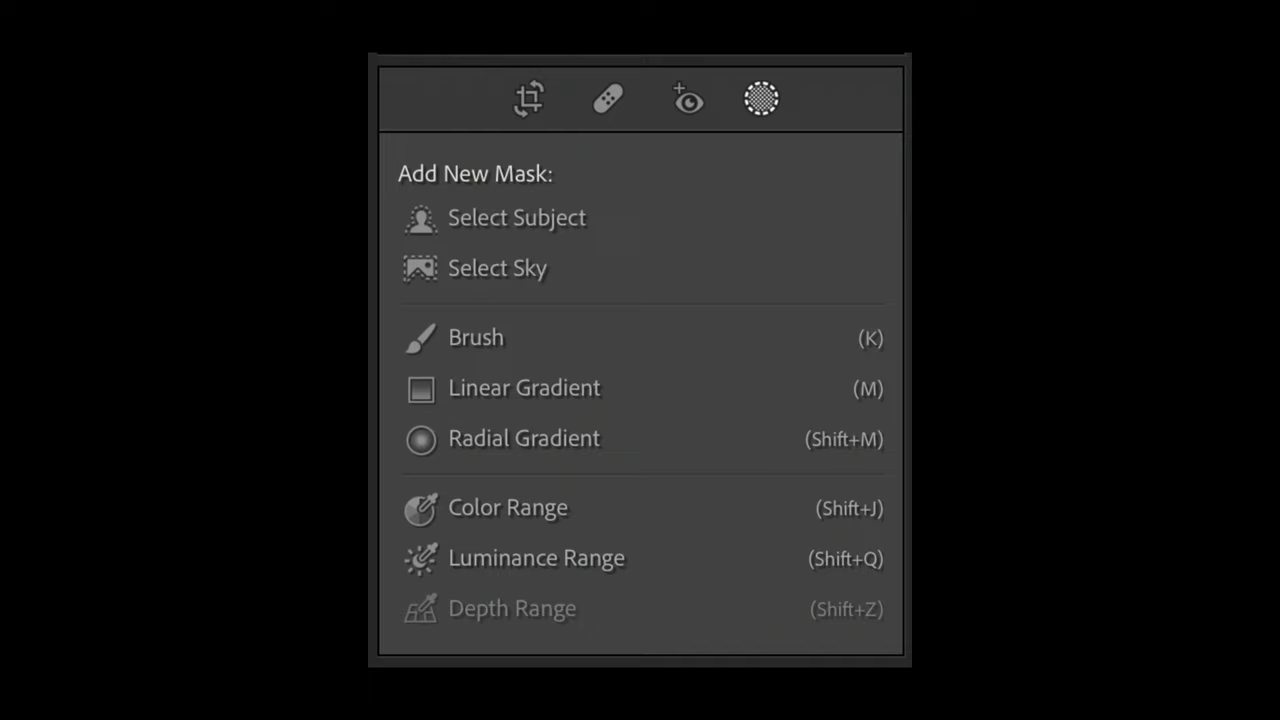 Add New Mask:
Select Subject
Select Sky
Brush (K)
Linear Gradient (M)
Radial Gradient (Shift+M)
Color Range (Shift+J)
Luminance Range (Shift+Q)
Depth Range (Shift+Z)